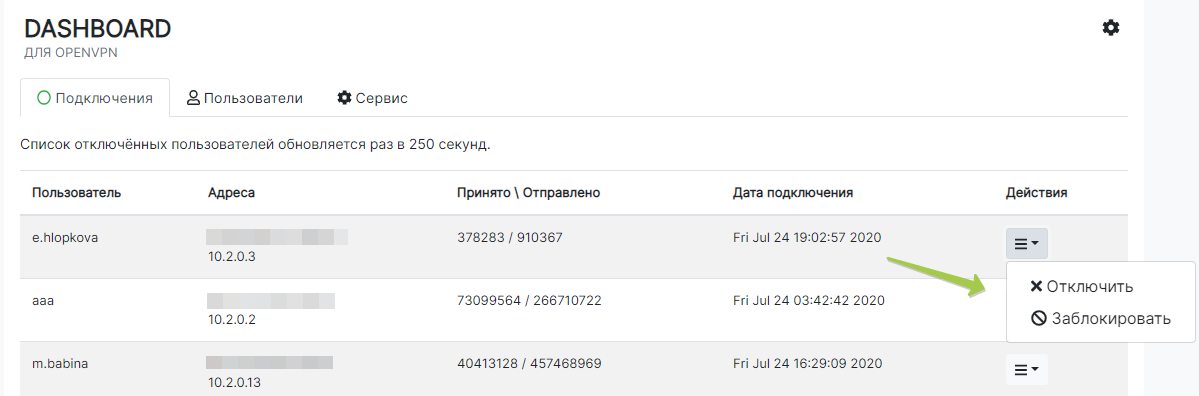 DASHBOARD
ДЛЯ OPENVPN
Подключения Пользователи Сервис
Список отключённых пользователей обновляется раз в 250 секунд.
Пользователь Адреса Принято \ Отправлено Дата подключения Действия
e.hlopkova 378283 / 910367 Fri Jul 24 19:02:57 2020
10.2.0.3
Отключить
aaa 73099564 / 266710722 Fri Jul 24 03:42:42 2020
10.2.0.2
Заблокировать
m.babina 40413128 / 457468969 Fri Jul 24 16:29:09 2020
10.2.0.13